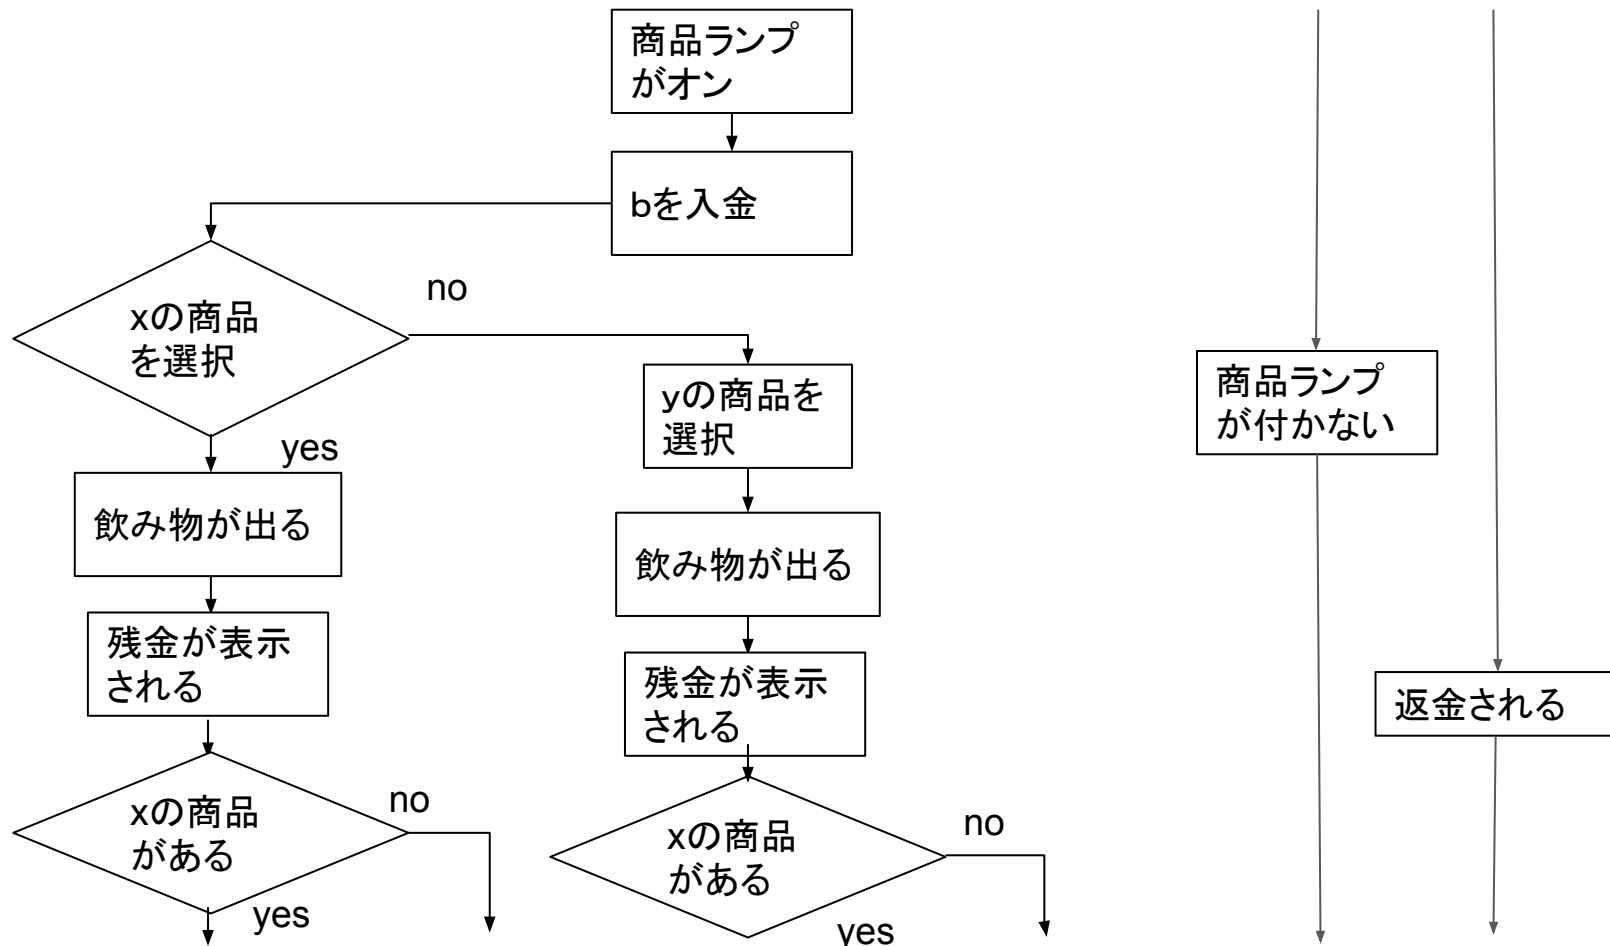 商品ランプ
がオン
bを入金
xの商品
を選択
no
yes
yの商品を
選択
商品ランプ
が付かない
飲み物が出る
飲み物が出る
残金が表示
される
残金が表示
される
返金される
xの商品
がある
no
yes
xの商品
がある
no
yes